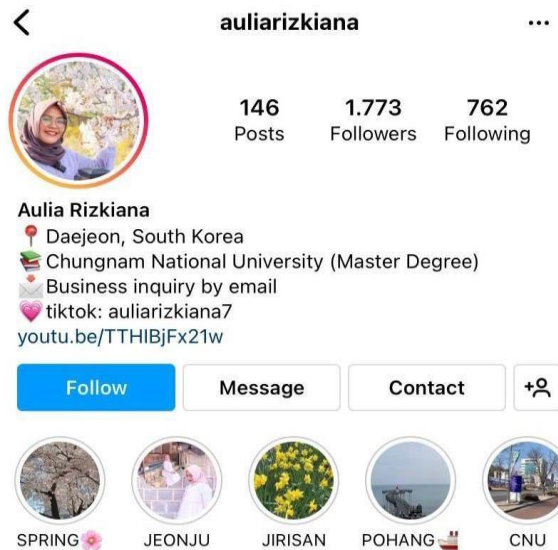 auliarizkiana
146 1.773 762
Posts Followers Following
Aulia Rizkiana
📍 Daejeon, South Korea
📚 Chungnam National University (Master Degree)
📩 Business inquiry by email
💗 tiktok: auliarizkiana7
youtu.be/TTHIBjFx21w
Follow Message Contact
SPRING🌸 JEONJU JIRISAN POHANG🚢 CNU